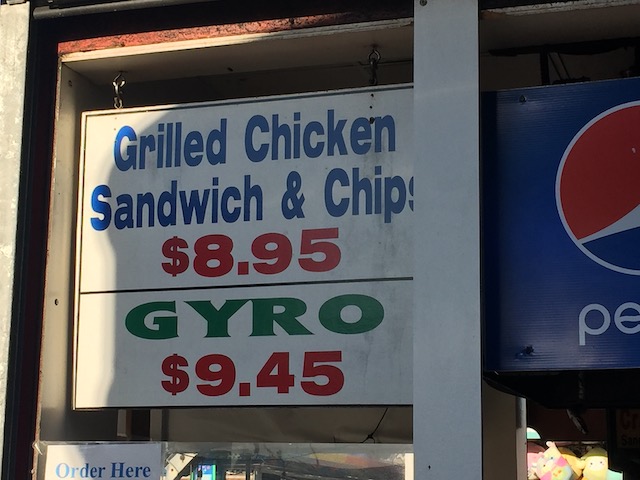 Grilled Chicken
Sandwich & Chips
$8.95
GYRO
$9.45
pe
Order Here